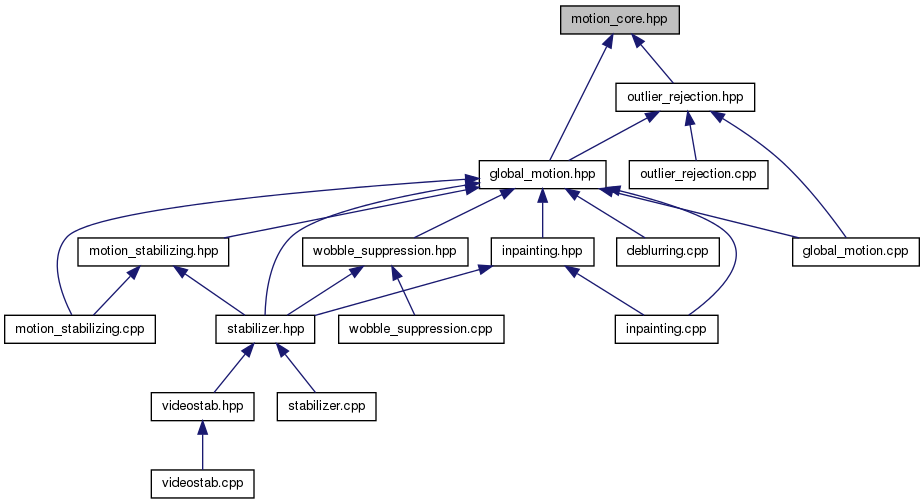 motion_core.hpp
outlier_rejection.hpp
global_motion.hpp
outlier_rejection.cpp
motion_stabilizing.hpp
wobble_suppression.hpp
inpainting.hpp
deblurring.cpp
global_motion.cpp
motion_stabilizing.cpp
stabilizer.hpp
wobble_suppression.cpp
inpainting.cpp
videostab.hpp
stabilizer.cpp
videostab.cpp